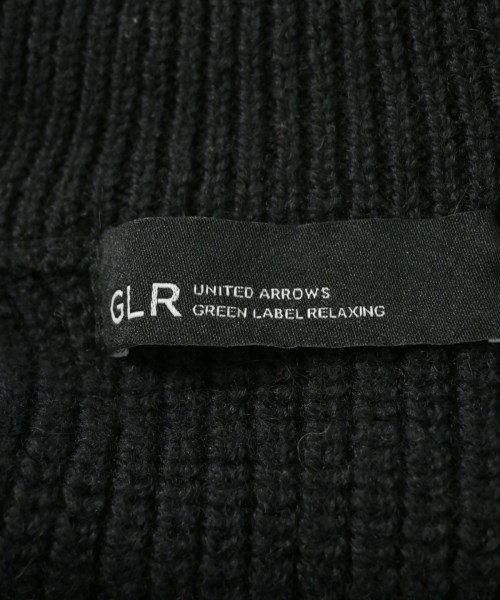 GLR
UNITED ARROWS
GREEN LABEL RELAXING